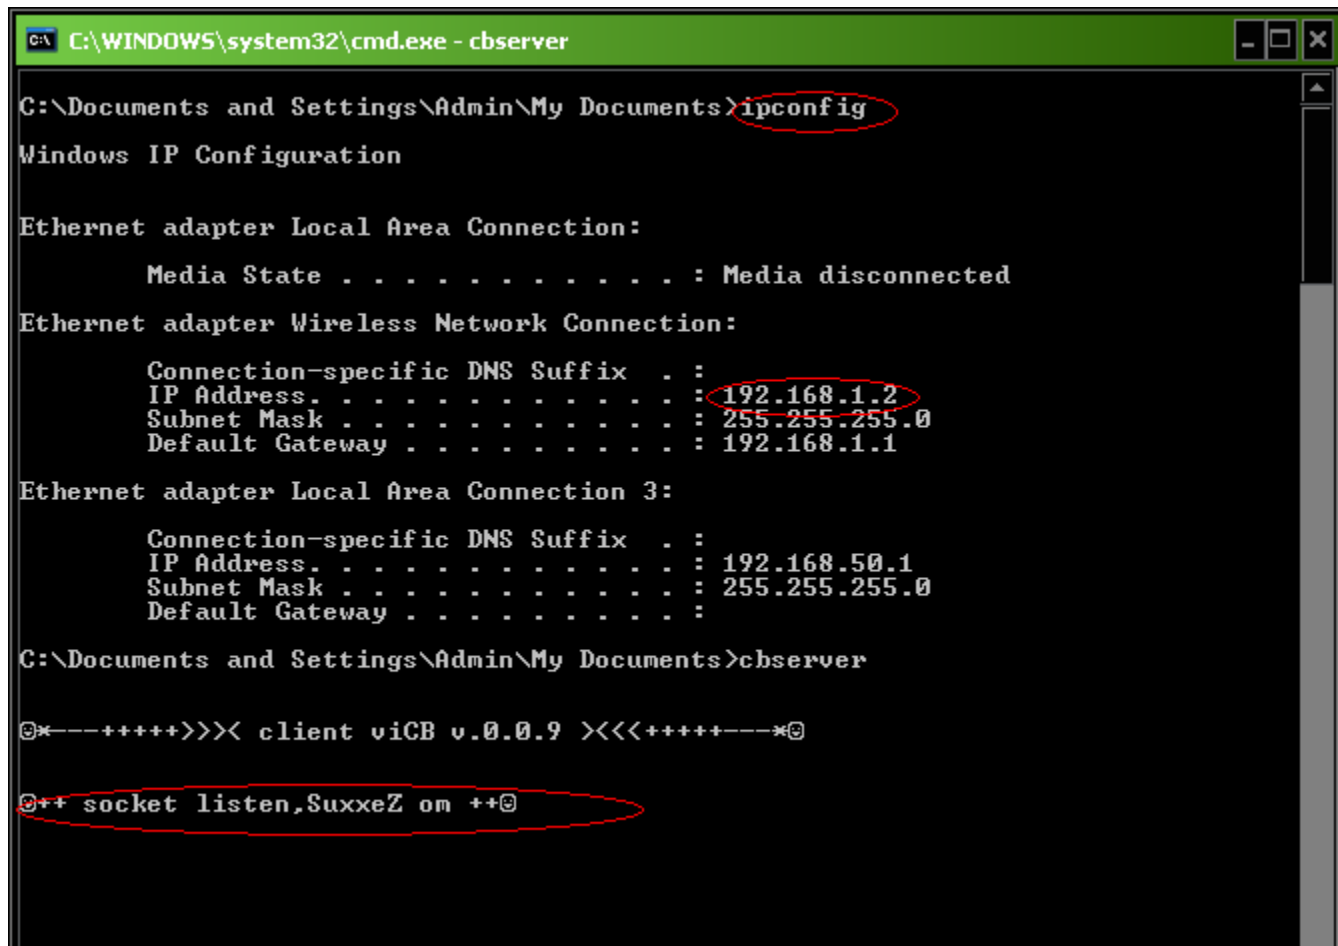 C:\WINDOWS\system32\cmd.exe - cbserver
C:\Documents and Settings\Admin\My Documents>ipconfig
Windows IP Configuration
Ethernet adapter Local Area Connection:
Media State . . . . . . . . . . . : Media disconnected
Ethernet adapter Wireless Network Connection:
Connection-specific DNS Suffix . :
IP Address. . . . . . . . . . . . : 192.168.1.2
Subnet Mask . . . . . . . . . . . : 255.255.255.0
Default Gateway . . . . . . . . . : 192.168.1.1
Ethernet adapter Local Area Connection 3:
Connection-specific DNS Suffix . :
IP Address. . . . . . . . . . . . : 192.168.50.1
Subnet Mask . . . . . . . . . . . : 255.255.255.0
Default Gateway . . . . . . . . . :
C:\Documents and Settings\Admin\My Documents>cbserver
☺*---+++++>>>< client viCB v.0.0.9 ><<<+++++---*☺
☺++ socket listen,SuxxeZ om ++☺